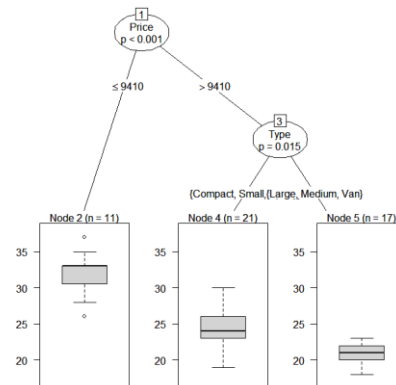 1
Price
p < 0.001
≤ 9410
> 9410
3
Type
p = 0.015
{Compact, Small, {Large, Medium, Van}
Node 2 (n = 11)
Node 4 (n = 21)
Node 5 (n = 17)
35
30
25
20
35
30
25
20
35
30
25
20